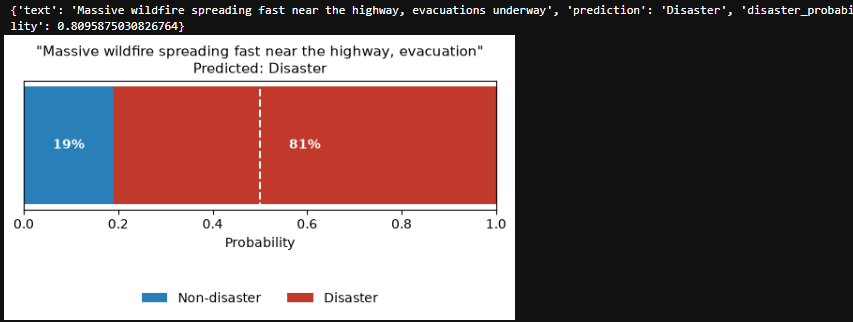 {'text': 'Massive wildfire spreading fast near the highway, evacuations underway', 'prediction': 'Disaster', 'disaster_probabi
lity': 0.8095875030826764}
"Massive wildfire spreading fast near the highway, evacuation"
Predicted: Disaster
19%
81%
0.0 0.2 0.4 0.6 0.8 1.0
Probability
Non-disaster Disaster